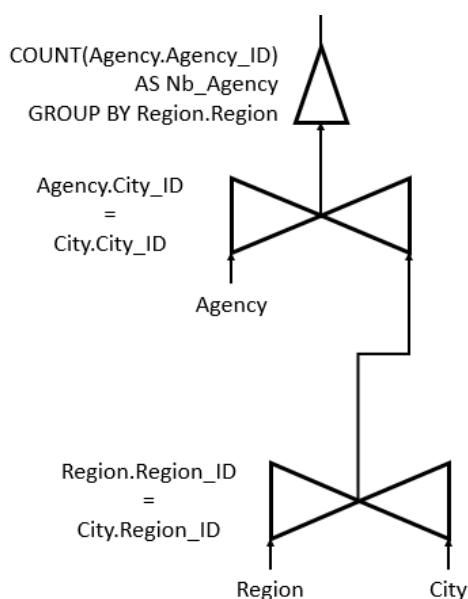 COUNT(Agency.Agency_ID)
AS Nb_Agency
GROUP BY Region.Region
Agency.City_ID
=
City.City_ID
Agency
Region.Region_ID
=
City.Region_ID
Region
City